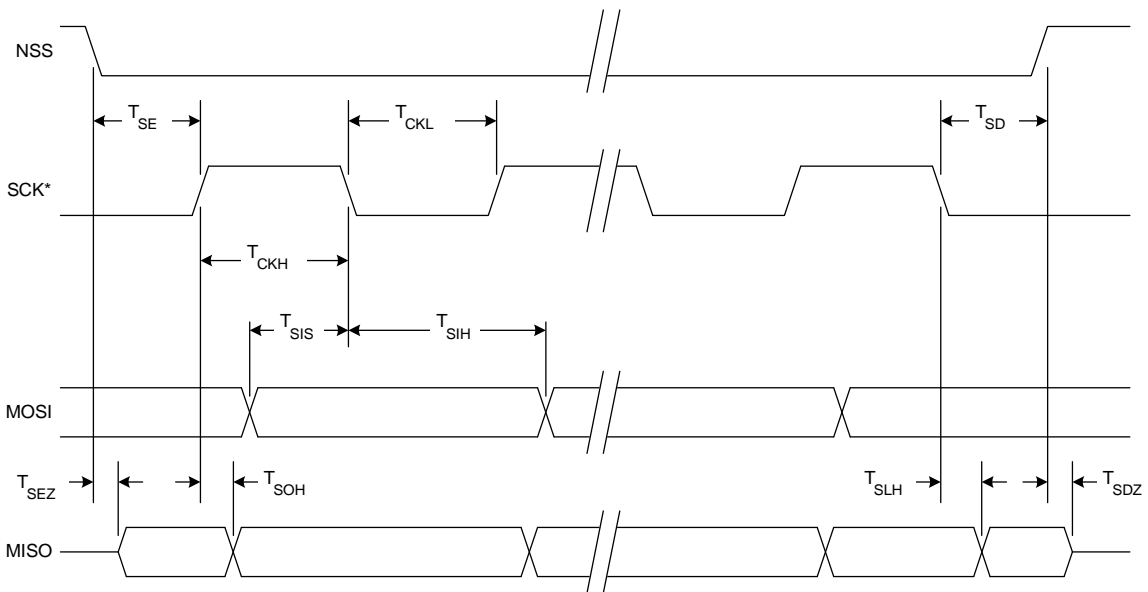 NSS
T_SE
T_CKL
T_SD
SCK*
T_CKH
T_SIS
T_SIH
MOSI
T_SEZ
T_SOH
T_SLH
T_SDZ
MISO